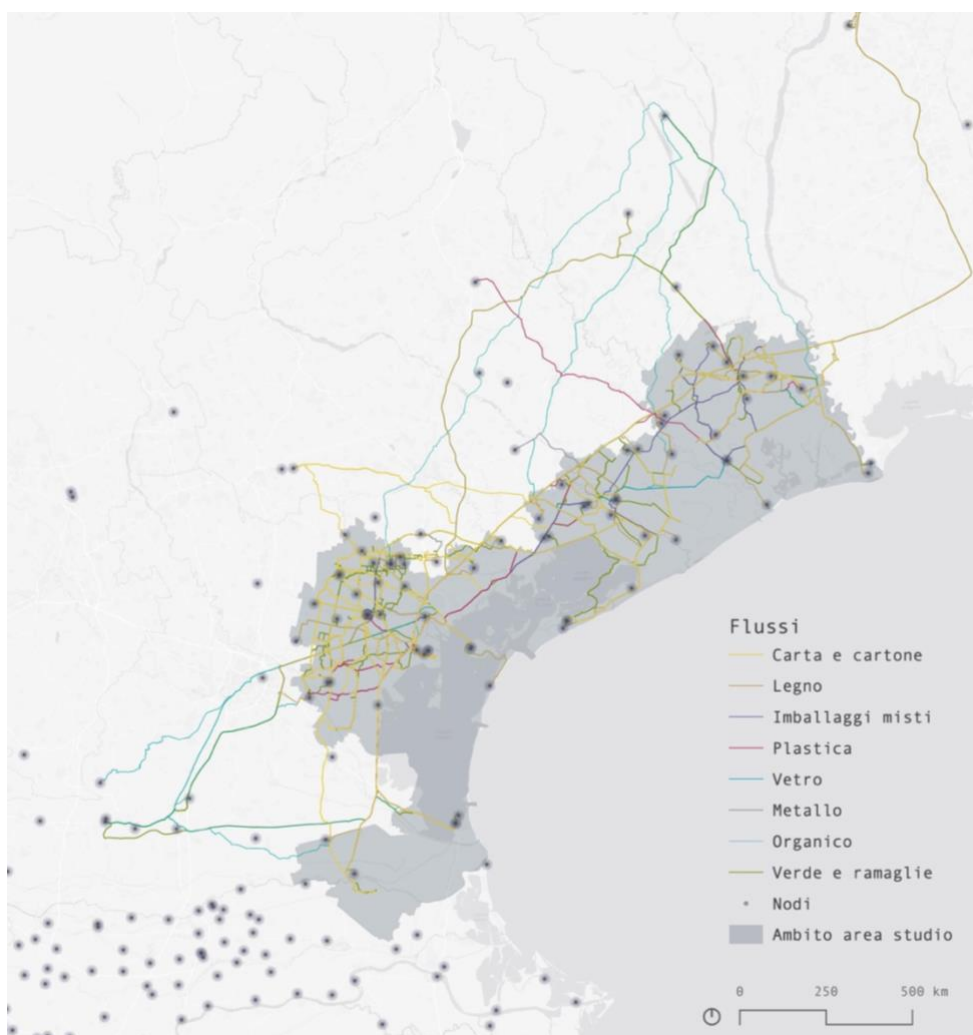 Flussi
Carta e cartone
Legno
Imballaggi misti
Plastica
Vetro
Metallo
Organico
Verde e ramaglie
Nodi
Ambito area studio
0 250 500 km